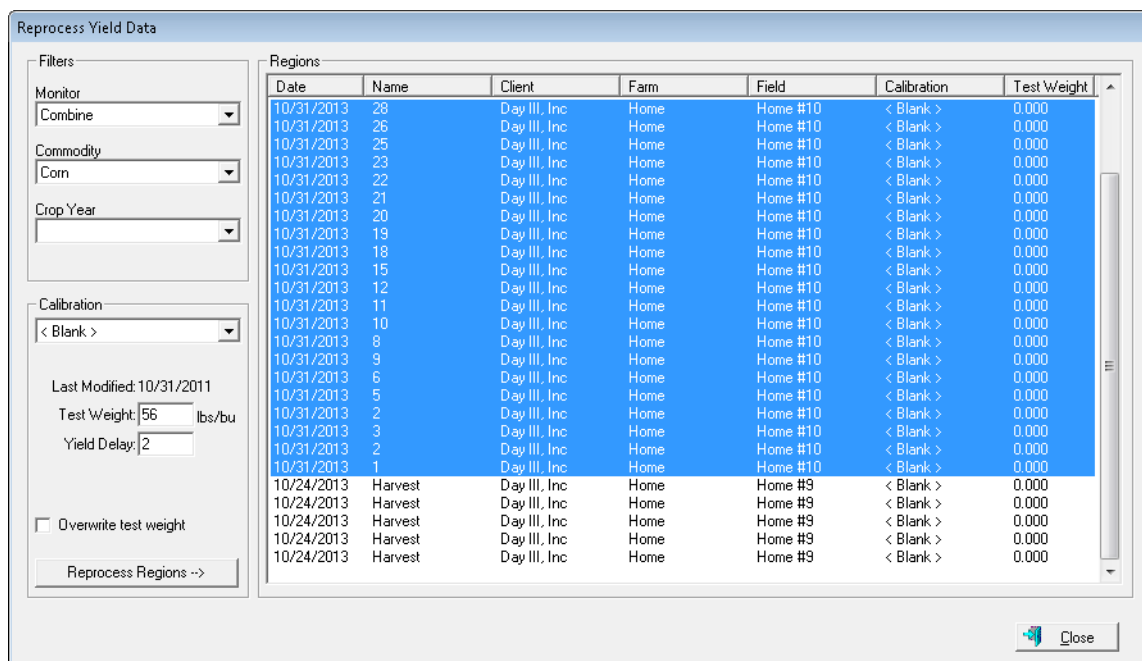 Reprocess Yield Data
Filters
Monitor
Combine
Commodity
Corn
Crop Year
Calibration
< Blank >
Last Modified: 10/31/2011
Test Weight: 56 lbs/bu
Yield Delay: 2
Overwrite test weight
Reprocess Regions -->
Regions
Date Name Client Farm Field Calibration Test Weight
10/31/2013 28 Day III, Inc Home Home #10 < Blank > 0.000
10/31/2013 26 Day III, Inc Home Home #10 < Blank > 0.000
10/31/2013 25 Day III, Inc Home Home #10 < Blank > 0.000
10/31/2013 23 Day III, Inc Home Home #10 < Blank > 0.000
10/31/2013 22 Day III, Inc Home Home #10 < Blank > 0.000
10/31/2013 21 Day III, Inc Home Home #10 < Blank > 0.000
10/31/2013 20 Day III, Inc Home Home #10 < Blank > 0.000
10/31/2013 19 Day III, Inc Home Home #10 < Blank > 0.000
10/31/2013 18 Day III, Inc Home Home #10 < Blank > 0.000
10/31/2013 15 Day III, Inc Home Home #10 < Blank > 0.000
10/31/2013 12 Day III, Inc Home Home #10 < Blank > 0.000
10/31/2013 11 Day III, Inc Home Home #10 < Blank > 0.000
10/31/2013 10 Day III, Inc Home Home #10 < Blank > 0.000
10/31/2013 8 Day III, Inc Home Home #10 < Blank > 0.000
10/31/2013 9 Day III, Inc Home Home #10 < Blank > 0.000
10/31/2013 6 Day III, Inc Home Home #10 < Blank > 0.000
10/31/2013 5 Day III, Inc Home Home #10 < Blank > 0.000
10/31/2013 2 Day III, Inc Home Home #10 < Blank > 0.000
10/31/2013 3 Day III, Inc Home Home #10 < Blank > 0.000
10/31/2013 2 Day III, Inc Home Home #10 < Blank > 0.000
10/31/2013 1 Day III, Inc Home Home #10 < Blank > 0.000
10/24/2013 Harvest Day III, Inc Home Home #9 < Blank > 0.000
10/24/2013 Harvest Day III, Inc Home Home #9 < Blank > 0.000
10/24/2013 Harvest Day III, Inc Home Home #9 < Blank > 0.000
10/24/2013 Harvest Day III, Inc Home Home #9 < Blank > 0.000
10/24/2013 Harvest Day III, Inc Home Home #9 < Blank > 0.000
Close